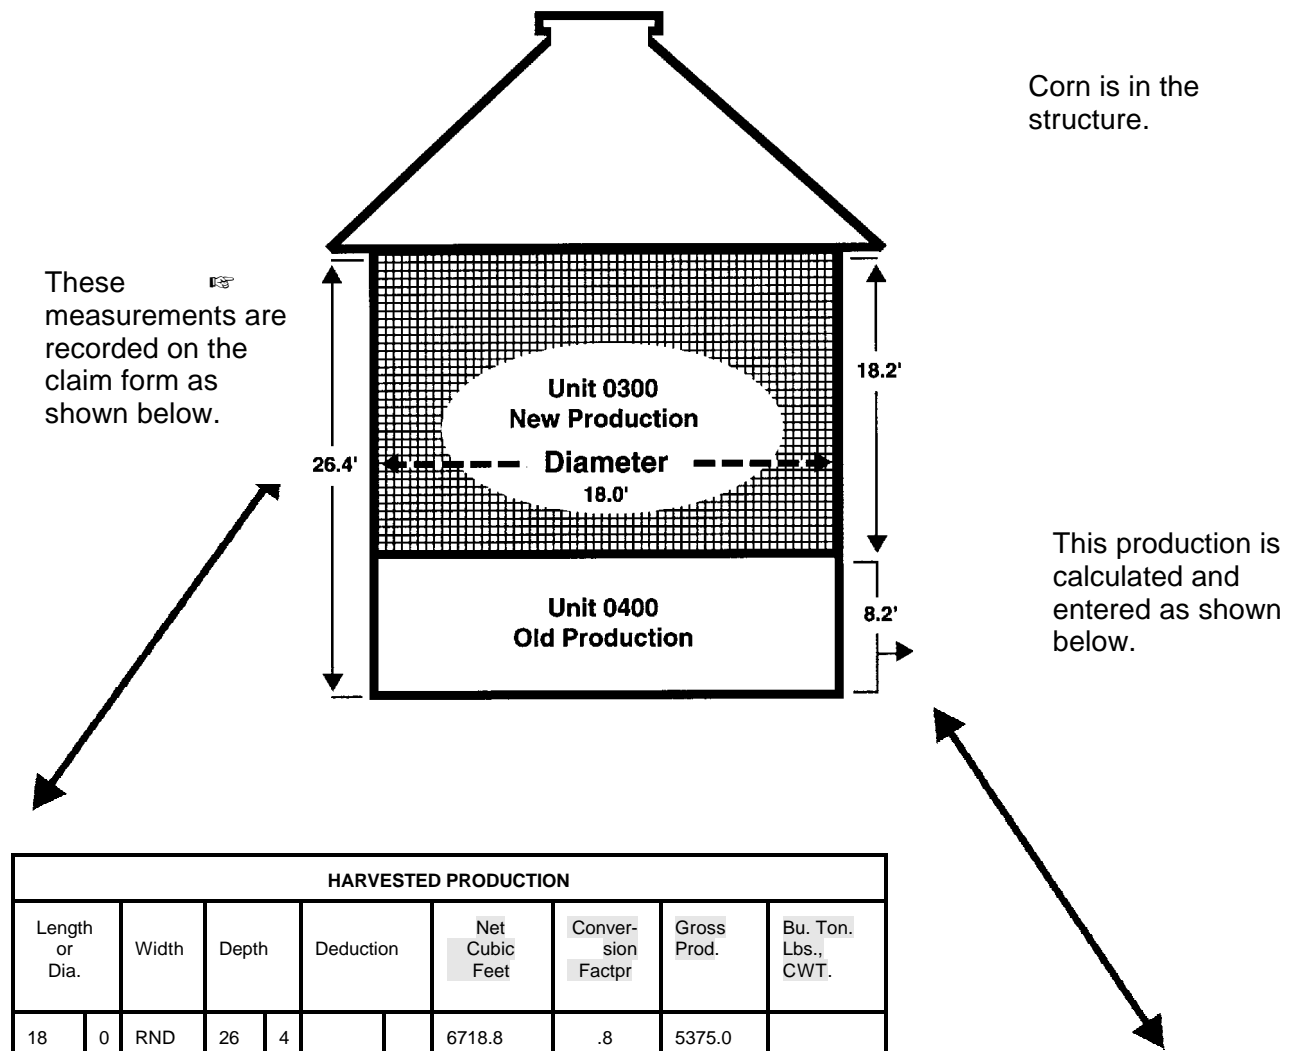 Corn is in the
structure.
These ☞
measurements are
recorded on the
claim form as
shown below.
18.2'
Unit 0300
New Production
26.4'
Diameter
18.0'
This production is
calculated and
entered as shown
below.
Unit 0400
Old Production
8.2'
HARVESTED PRODUCTION
Length
or
Dia.
Width
Depth
Deduction
Net
Cubic
Feet
Conver-
sion
Factpr
Gross
Prod.
Bu. Ton.
Lbs.,
CWT.
18 0 RND 26 4 6718.8 .8 5375.0